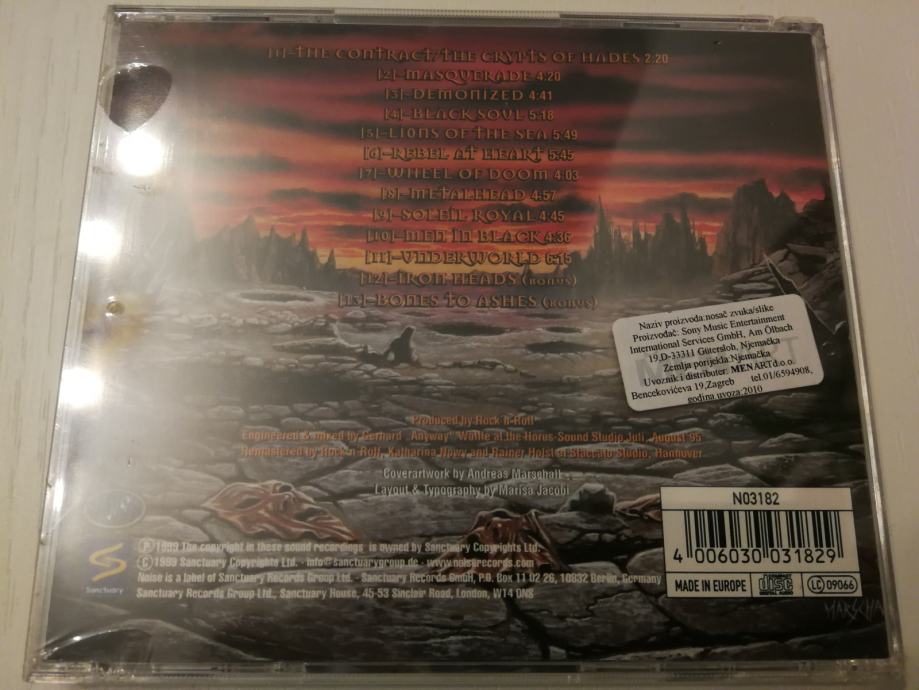 [1]-THE CONTRACT/THE CRYPTS OF HADES 2:20
[2]-MASQUERADE 4:20
[3]-DEMONIZED 4:41
[4]-BLACK SOUL 5:18
[5]-LIONS OF THE SEA 5:49
[6]-REBEL AT HEART 5:45
[7]-WHEEL OF DOOM 4:03
[8]-METALHEAD 4:57
[9]-SOLEIL ROYAL 4:45
[10]-MEN IN BLACK 4:36
[11]-UNDERWORLD 6:15
[12]-IRON HEADS (BONUS)
[13]-BONES TO ASHES (BONUS)
Naziv proizvoda:nosač zvuka/slike
Proizvođač: Sony Music Entertainment
International Services GmbH, Am Ölbach
19,D-33311 Gütersloh, Njemačka
Zemlja porijekla Njemačka
Uvoznik i distributer: MENART d.o.o.
Bencekovićeva 19,Zagreb tel.01/6594908,
godina uvoza:2010
Produced by Rock'n'Rolf
Engineered & mixed by Gerhard "Anyway" Wölfle at the Horus-Sound Studio Juli, August 95
Remastered by Rock'n'Rolf, Katharina Nowy and Rainer Holst at Staccato Studio, Hannover
Coverartwork by Andreas Marschall
Layout & Typography by Marisa Jacobi
Ⓟ 1999 The copyright in these sound recordings is owned by Sanctuary Copyrights Ltd.
© 1999 Sanctuary Copyrights Ltd. · info@sanctuarygroup.de · www.noiserecords.com
Noise is a label of Sanctuary Records Group Ltd. · Sanctuary Records GmbH, P.O. Box 11 02 26, 10832 Berlin, Germany
Sanctuary Records Group Ltd., Sanctuary House, 45-53 Sinclair Road, London, W14 0NS
Sanctuary
N03182
4 006030 031829
MADE IN EUROPE
COMPACT disc DIGITAL AUDIO
LC 09066